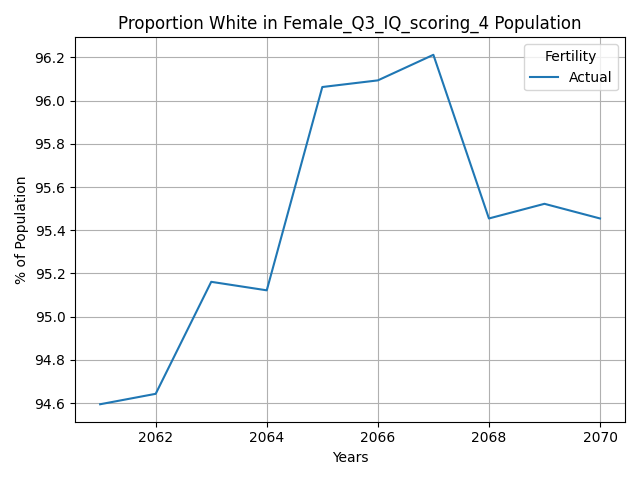 Proportion White in Female_Q3_IQ_scoring_4 Population
Fertility
Actual
% of Population
96.2
96.0
95.8
95.6
95.4
95.2
95.0
94.8
94.6
2062 2064 2066 2068 2070
Years